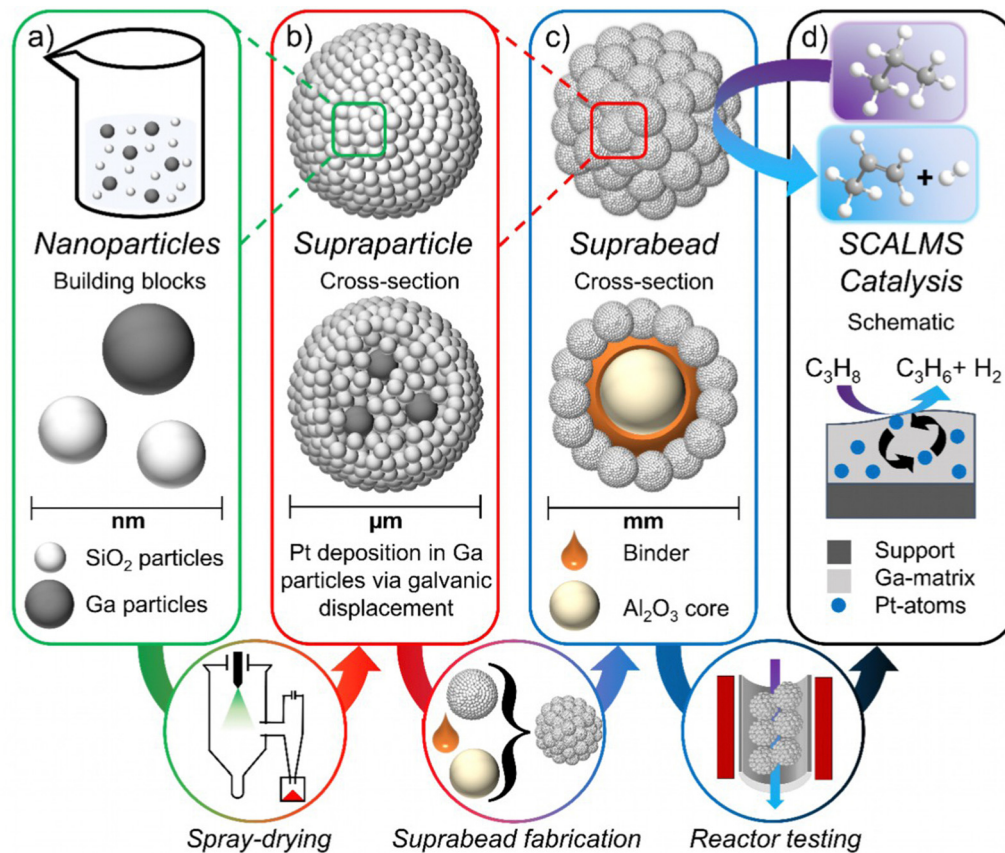 a)
Nanoparticles
Building blocks
nm
SiO₂ particles
Ga particles
b)
Supraparticle
Cross-section
µm
Pt deposition in Ga
particles via galvanic
displacement
c)
Suprabead
Cross-section
mm
Binder
Al₂O₃ core
d)
+
SCALMS
Catalysis
Schematic
C₃H₈ C₃H₆+ H₂
Support
Ga-matrix
Pt-atoms
Spray-drying
Suprabead fabrication
Reactor testing